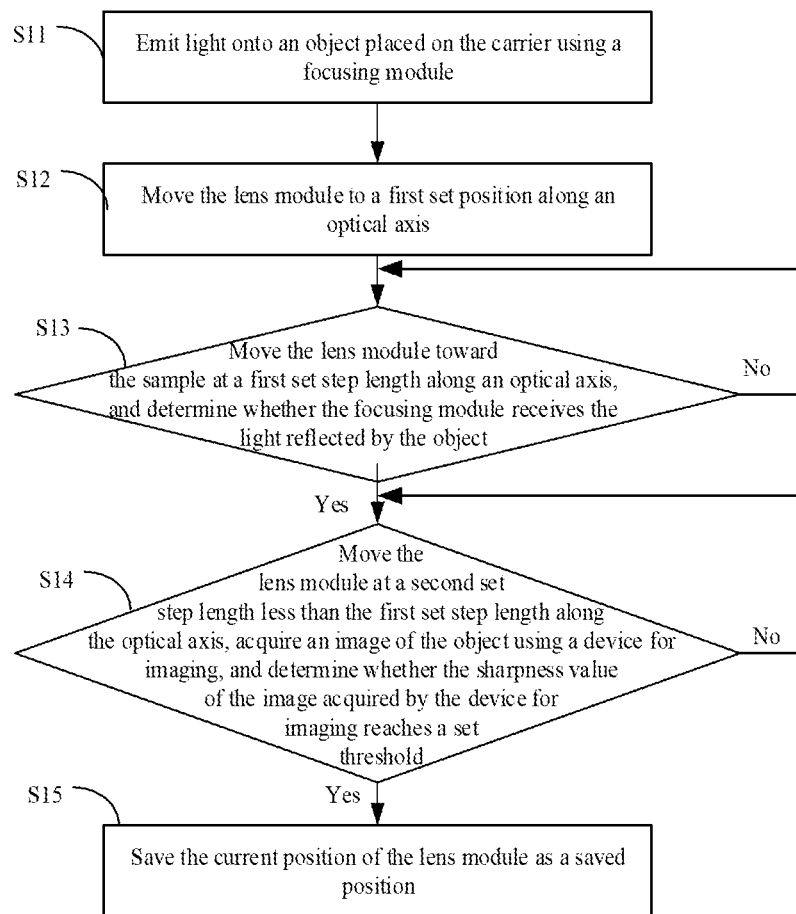 S11
Emit light onto an object placed on the carrier using a
focusing module
S12
Move the lens module to a first set position along an
optical axis
S13
Move the lens module toward
the sample at a first set step length along an optical axis,
and determine whether the focusing module receives the
light reflected by the object
No
Yes
S14
Move the
lens module at a second set
step length less than the first set step length along
the optical axis, acquire an image of the object using a device for
imaging, and determine whether the sharpness value
of the image acquired by the device for
imaging reaches a set
threshold
No
Yes
S15
Save the current position of the lens module as a saved
position